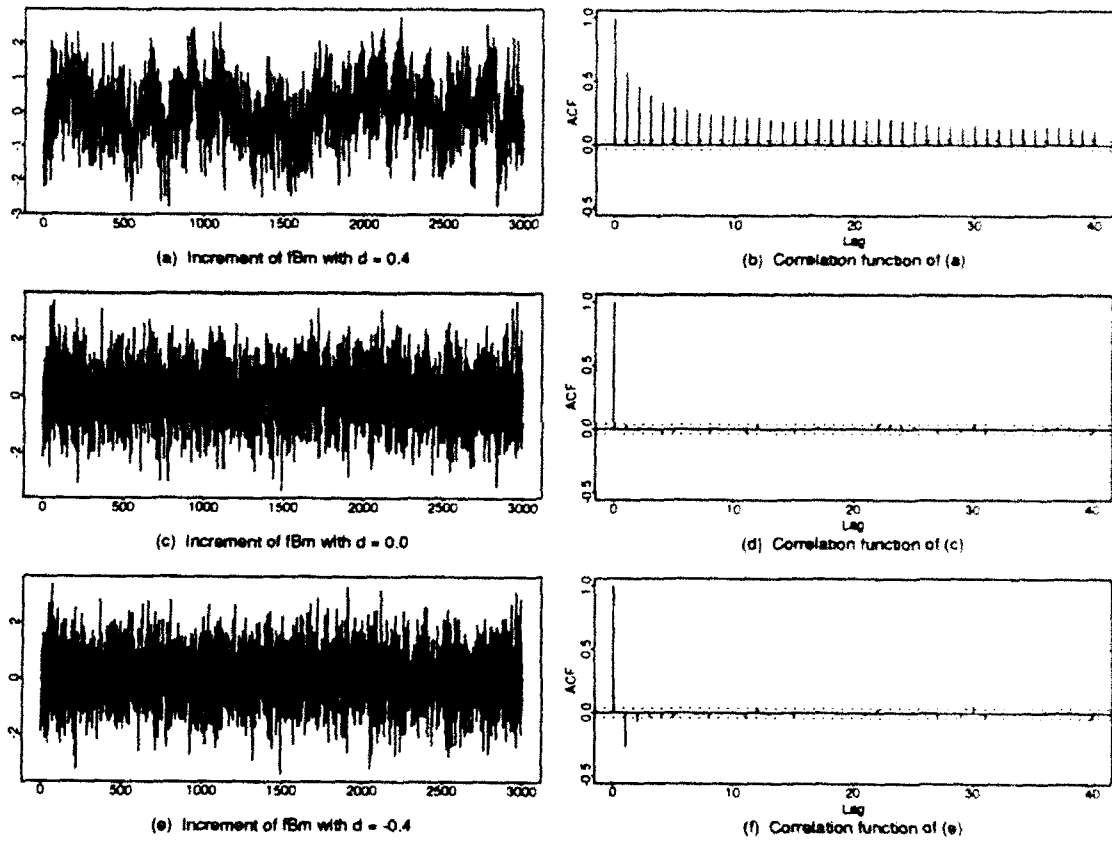 2
1
0
-1
-2
-3
0 500 1000 1500 2000 2500 3000
(a) Increment of fBm with d = 0.4
ACF
1.0
0.5
0.0
-0.5
0 10 20 30 40
Lag
(b) Correlation function of (a)
2
0
-2
0 500 1000 1500 2000 2500 3000
(c) Increment of fBm with d = 0.0
ACF
1.0
0.5
0.0
-0.5
0 10 20 30 40
Lag
(d) Correlation function of (c)
2
0
-2
0 500 1000 1500 2000 2500 3000
(e) Increment of fBm with d = -0.4
ACF
1.0
0.5
0.0
-0.5
0 10 20 30 40
Lag
(f) Correlation function of (e)